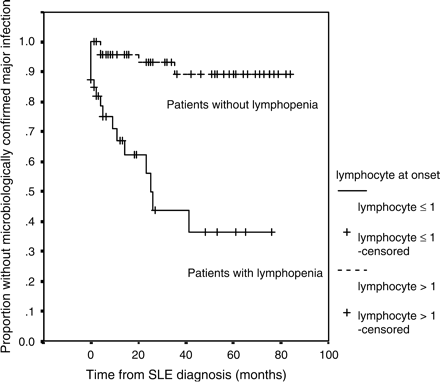 Proportion without microbiologically confirmed major infection
1.0
.9
.8
.7
.6
.5
.4
.3
.2
.1
0.0
0
20
40
60
80
100
Time from SLE diagnosis (months)
Patients without lymphopenia
Patients with lymphopenia
lymphocyte at onset
lymphocyte ≤ 1
lymphocyte ≤ 1
-censored
lymphocyte > 1
lymphocyte > 1
-censored